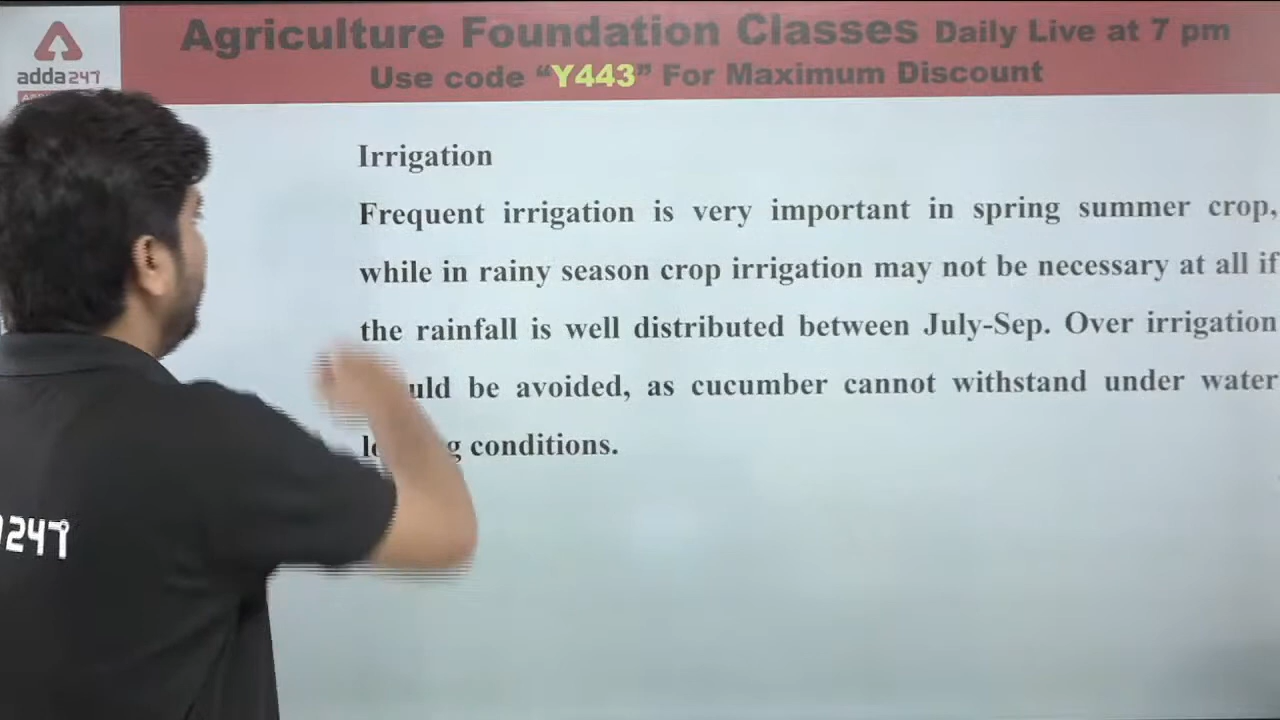 Agriculture Foundation Classes Daily Live at 7 pm
adda247
Use code “Y443” For Maximum Discount
Irrigation
Frequent irrigation is very important in spring summer crop,
while in rainy season crop irrigation may not be necessary at all if
the rainfall is well distributed between July-Sep. Over irrigation
be avoided, as cucumber cannot withstand under water
conditions.
247